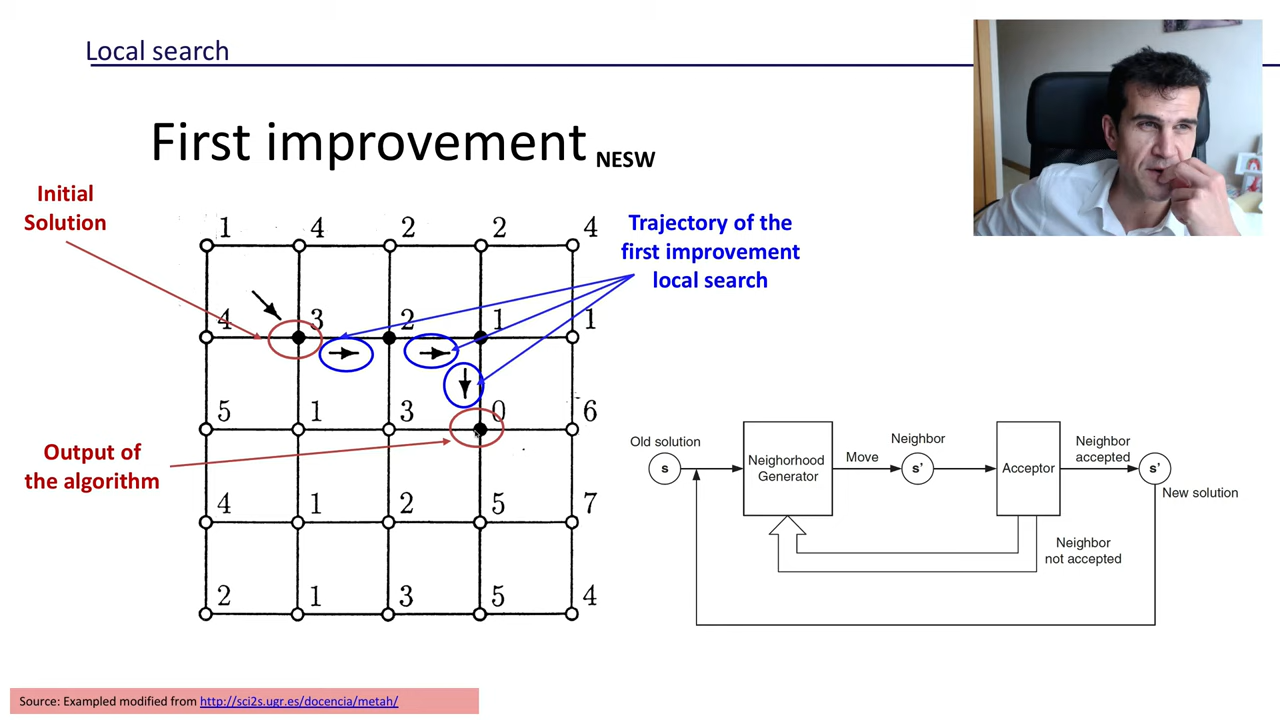 Local search
First improvement NESW
Initial
Solution
Trajectory of the
first improvement
local search
1 4 2 2 4
4 3 2 1 1
5 1 3 0 6
4 1 2 5 7
2 1 3 5 4
Output of
the algorithm
Old solution
s
Neighorhood
Generator
Move
Neighbor
s'
Acceptor
Neighbor
accepted
s'
New solution
Neighbor
not accepted
Source: Exampled modified from http://sci2s.ugr.es/docencia/metah/